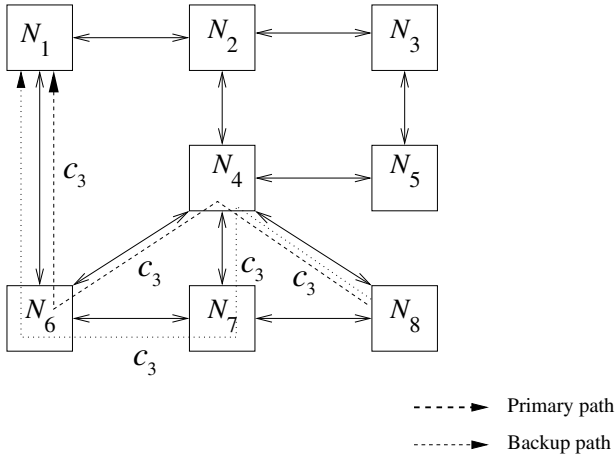 N1 N2 N3
c3
N4 N5
c3 c3 c3
N6 N7 N8
c3
Primary path
Backup path